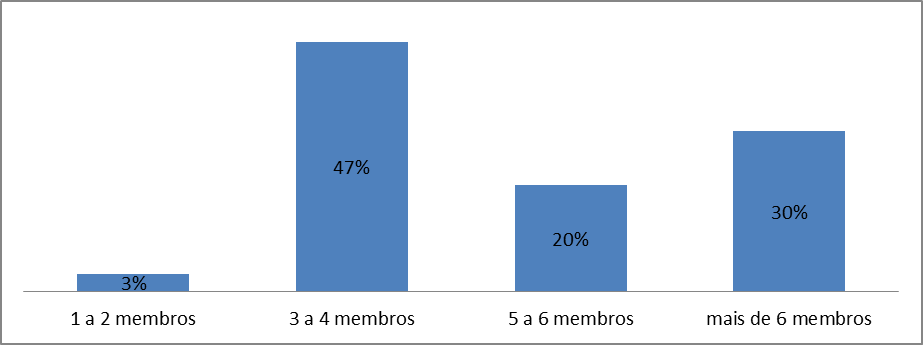 47%
30%
20%
3%
1 a 2 membros
3 a 4 membros
5 a 6 membros
mais de 6 membros